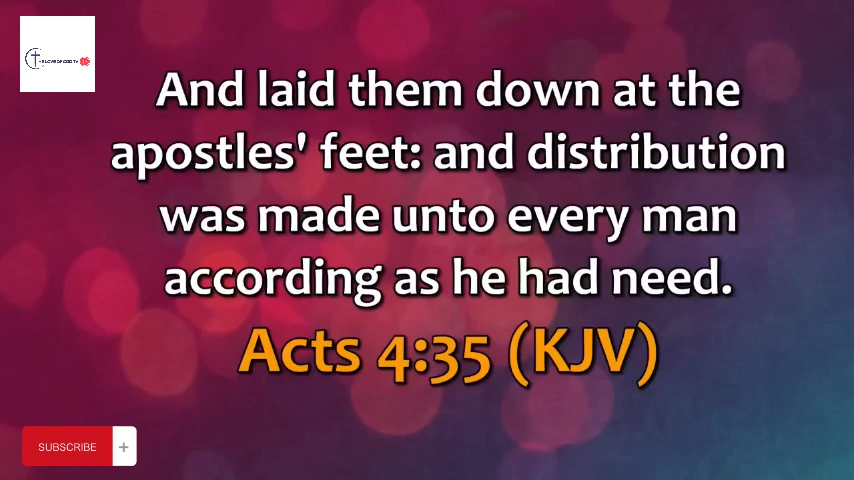 And laid them down at the
apostles' feet: and distribution
was made unto every man
according as he had need.
Acts 4:35 (KJV)
SUBSCRIBE +